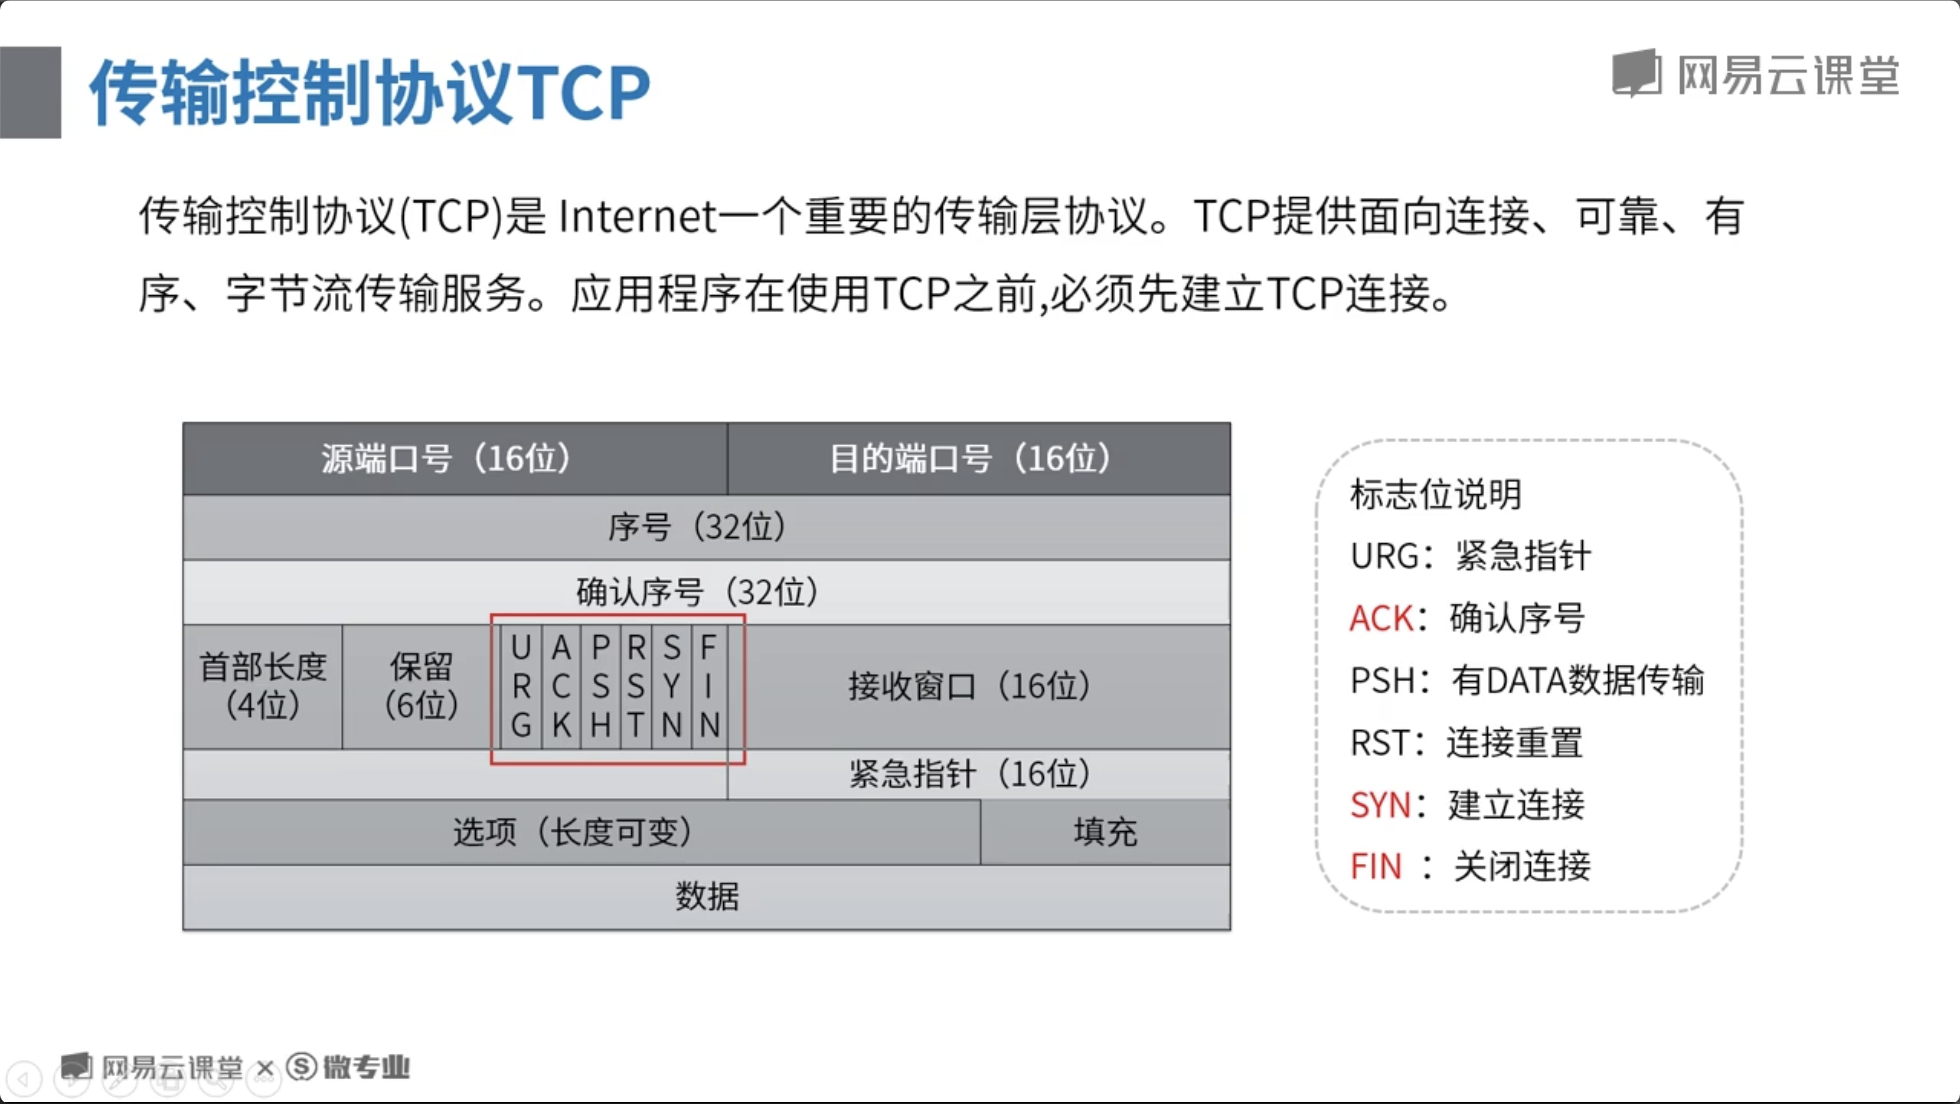 传输控制协议TCP
网易云课堂
传输控制协议(TCP)是 Internet一个重要的传输层协议。TCP提供面向连接、可靠、有
序、字节流传输服务。应用程序在使用TCP之前,必须先建立TCP连接。
源端口号（16位）
目的端口号（16位）
序号（32位）
确认序号（32位）
首部长度
（4位）
保留
（6位）
URG
ACK
PSH
RST
SYN
FIN
接收窗口（16位）
紧急指针（16位）
选项（长度可变）
填充
数据
标志位说明
URG：紧急指针
ACK：确认序号
PSH：有DATA数据传输
RST：连接重置
SYN：建立连接
FIN ：关闭连接
网易云课堂 × S 微专业